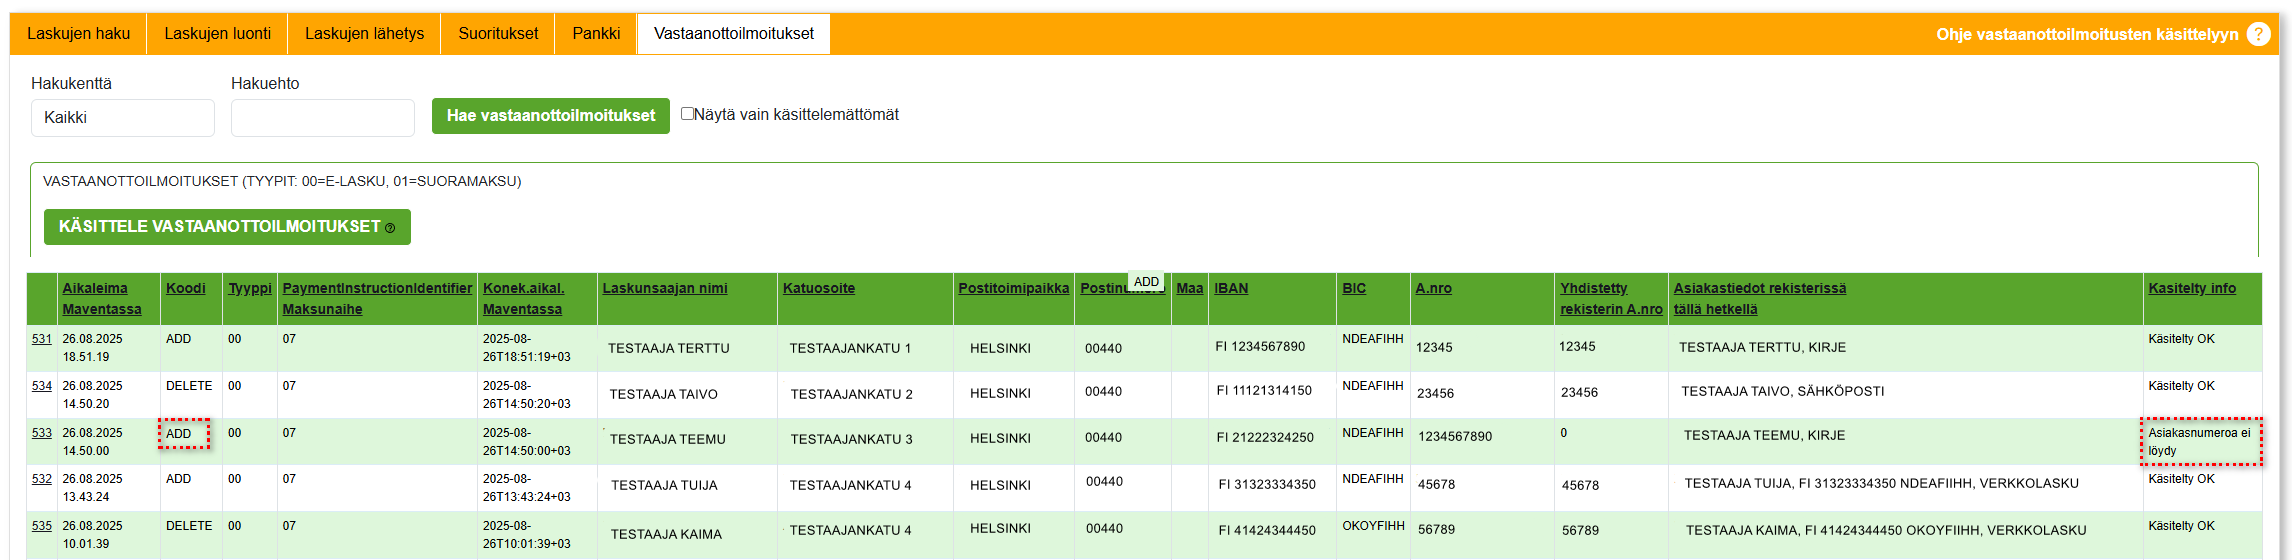 Laskujen haku Laskujen luonti Laskujen lähetys Suoritukset Pankki Vastaanottoilmoitukset Ohje vastaanottoilmoitusten käsittelyyn ?
Hakukenttä Hakuehto
Kaikki Hae vastaanottoilmoitukset Näytä vain käsittelemättömät
VASTAANOTTOILMOITUKSET (TYYPIT: 00=E-LASKU, 01=SUORAMAKSU)
KÄSITTELE VASTAANOTTOILMOITUKSET ?
ADD
Aikaleima Koodi Tyyppi PaymentInstructionIdentifier Konek.aikal. Laskunsaajan nimi Katuosoite Postitoimipaikka Postinumero Maa IBAN BIC A.nro Yhdistetty Asiakastiedot rekisterissä Kasitelty info
Maventassa Maksunaihe Maventassa rekisterin A.nro tällä hetkellä
531 26.08.2025 ADD 00 07 2025-08- TESTAAJA TERTTU TESTAAJANKATU 1 HELSINKI 00440 FI 1234567890 NDEAFIHH 12345 12345 TESTAAJA TERTTU, KIRJE Käsitelty OK
18.51.19 26T18:51:19+03
534 26.08.2025 DELETE 00 07 2025-08- TESTAAJA TAIVO TESTAAJANKATU 2 HELSINKI 00440 FI 11121314150 NDEAFIHH 23456 23456 TESTAAJA TAIVO, SÄHKÖPOSTI Käsitelty OK
14.50.20 26T14:50:20+03
533 26.08.2025 ADD 00 07 2025-08- TESTAAJA TEEMU TESTAAJANKATU 3 HELSINKI 00440 FI 21222324250 NDEAFIHH 1234567890 0 TESTAAJA TEEMU, KIRJE Asiakasnumeroa ei
14.50.00 26T14:50:00+03 löydy
532 26.08.2025 ADD 00 07 2025-08- TESTAAJA TUIJA TESTAAJANKATU 4 HELSINKI 00440 FI 31323334350 NDEAFIHH 45678 45678 TESTAAJA TUIJA, FI 31323334350 NDEAFIIHH, VERKKOLASKU Käsitelty OK
13.43.24 26T13:43:24+03
535 26.08.2025 DELETE 00 07 2025-08- TESTAAJA KAIMA TESTAAJANKATU 4 HELSINKI 00440 FI 41424344450 OKOYFIHH 56789 56789 TESTAAJA KAIMA, FI 41424344450 OKOYFIIHH, VERKKOLASKU Käsitelty OK
10.01.39 26T10:01:39+03